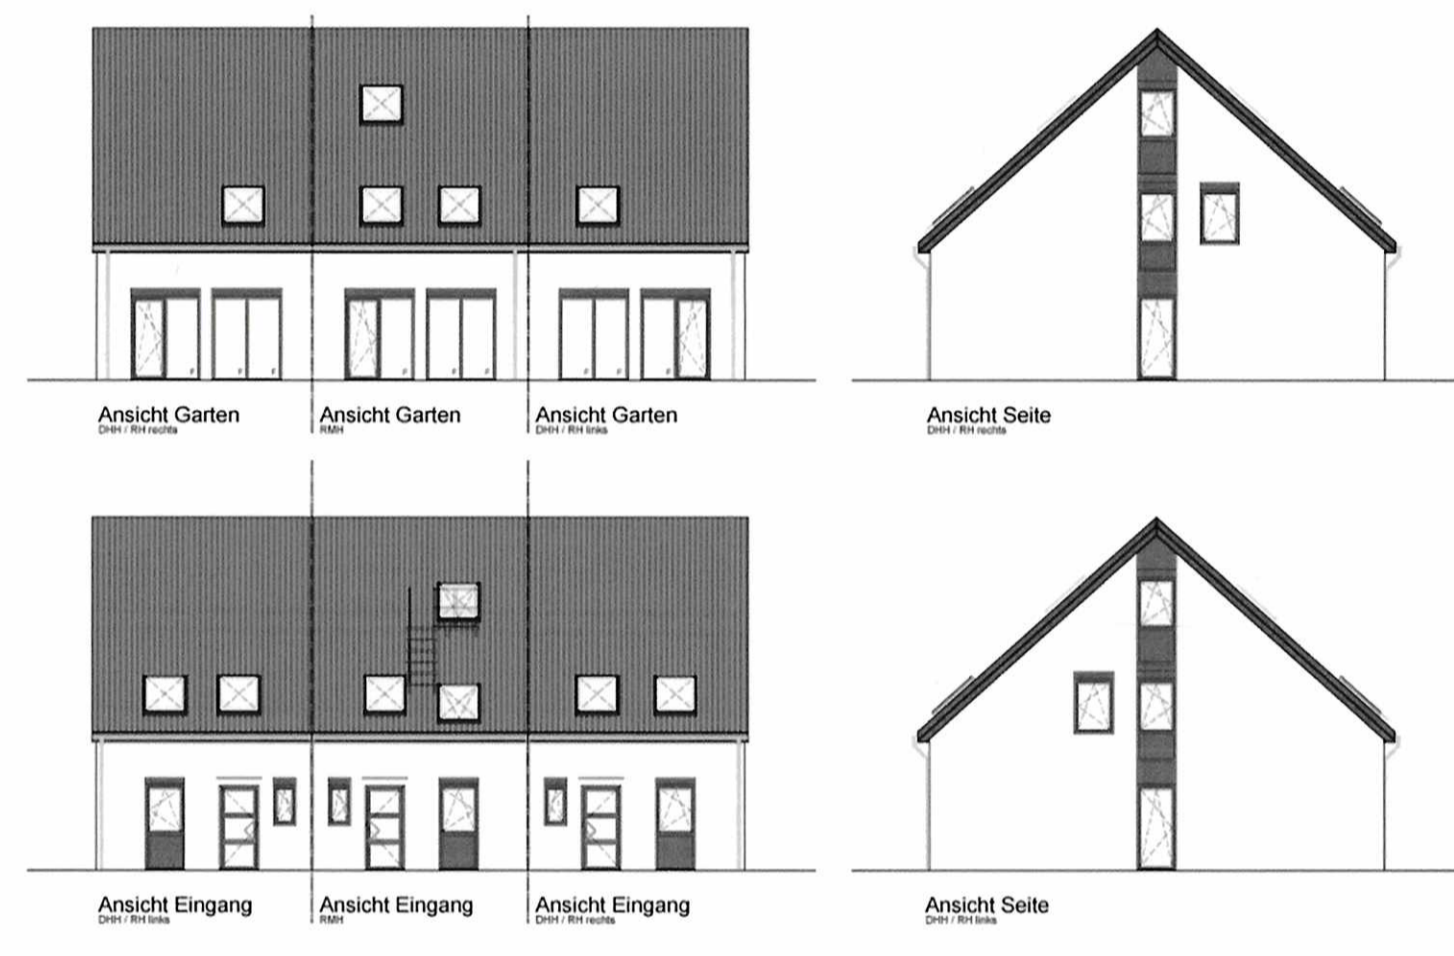 Ansicht Garten
DHH / RH rechts
Ansicht Garten
RMH
Ansicht Garten
DHH / RH links
Ansicht Seite
DHH / RH rechts
F
F
F
F
F
F
F
F
F
Ansicht Eingang
DHH / RH links
Ansicht Eingang
RMH
Ansicht Eingang
DHH / RH rechts
Ansicht Seite
DHH / RH links